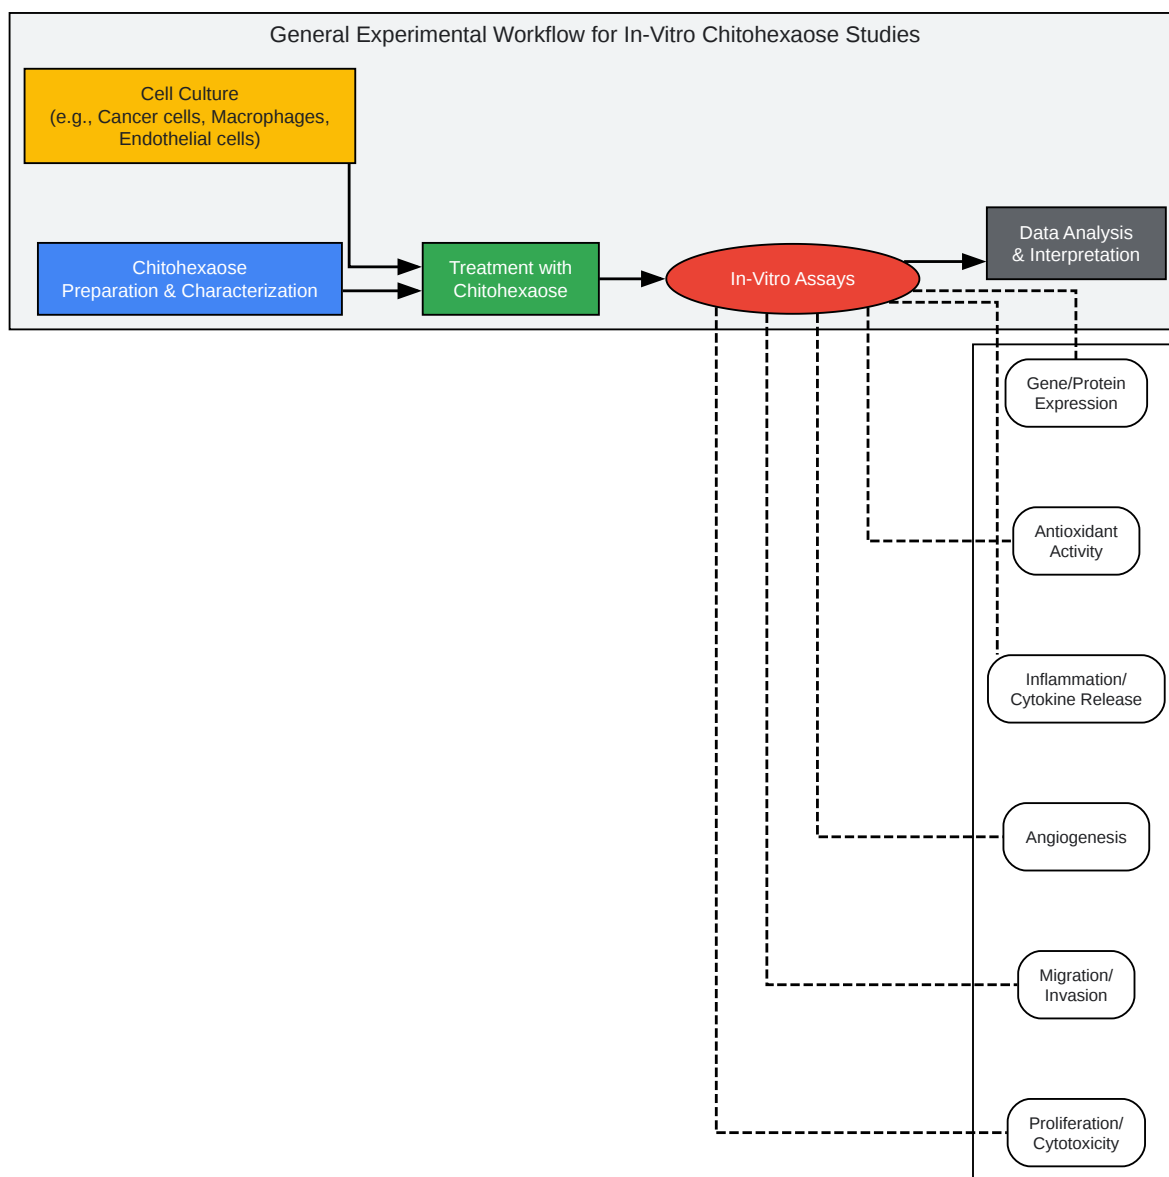 General Experimental Workflow for In-Vitro Chitohexaose Studies
Cell Culture
(e.g., Cancer cells, Macrophages,
Endothelial cells)
Chitohexaose
Preparation & Characterization
Treatment with
Chitohexaose
In-Vitro Assays
Data Analysis
& Interpretation
Gene/Protein
Expression
Antioxidant
Activity
Inflammation/
Cytokine Release
Angiogenesis
Migration/
Invasion
Proliferation/
Cytotoxicity